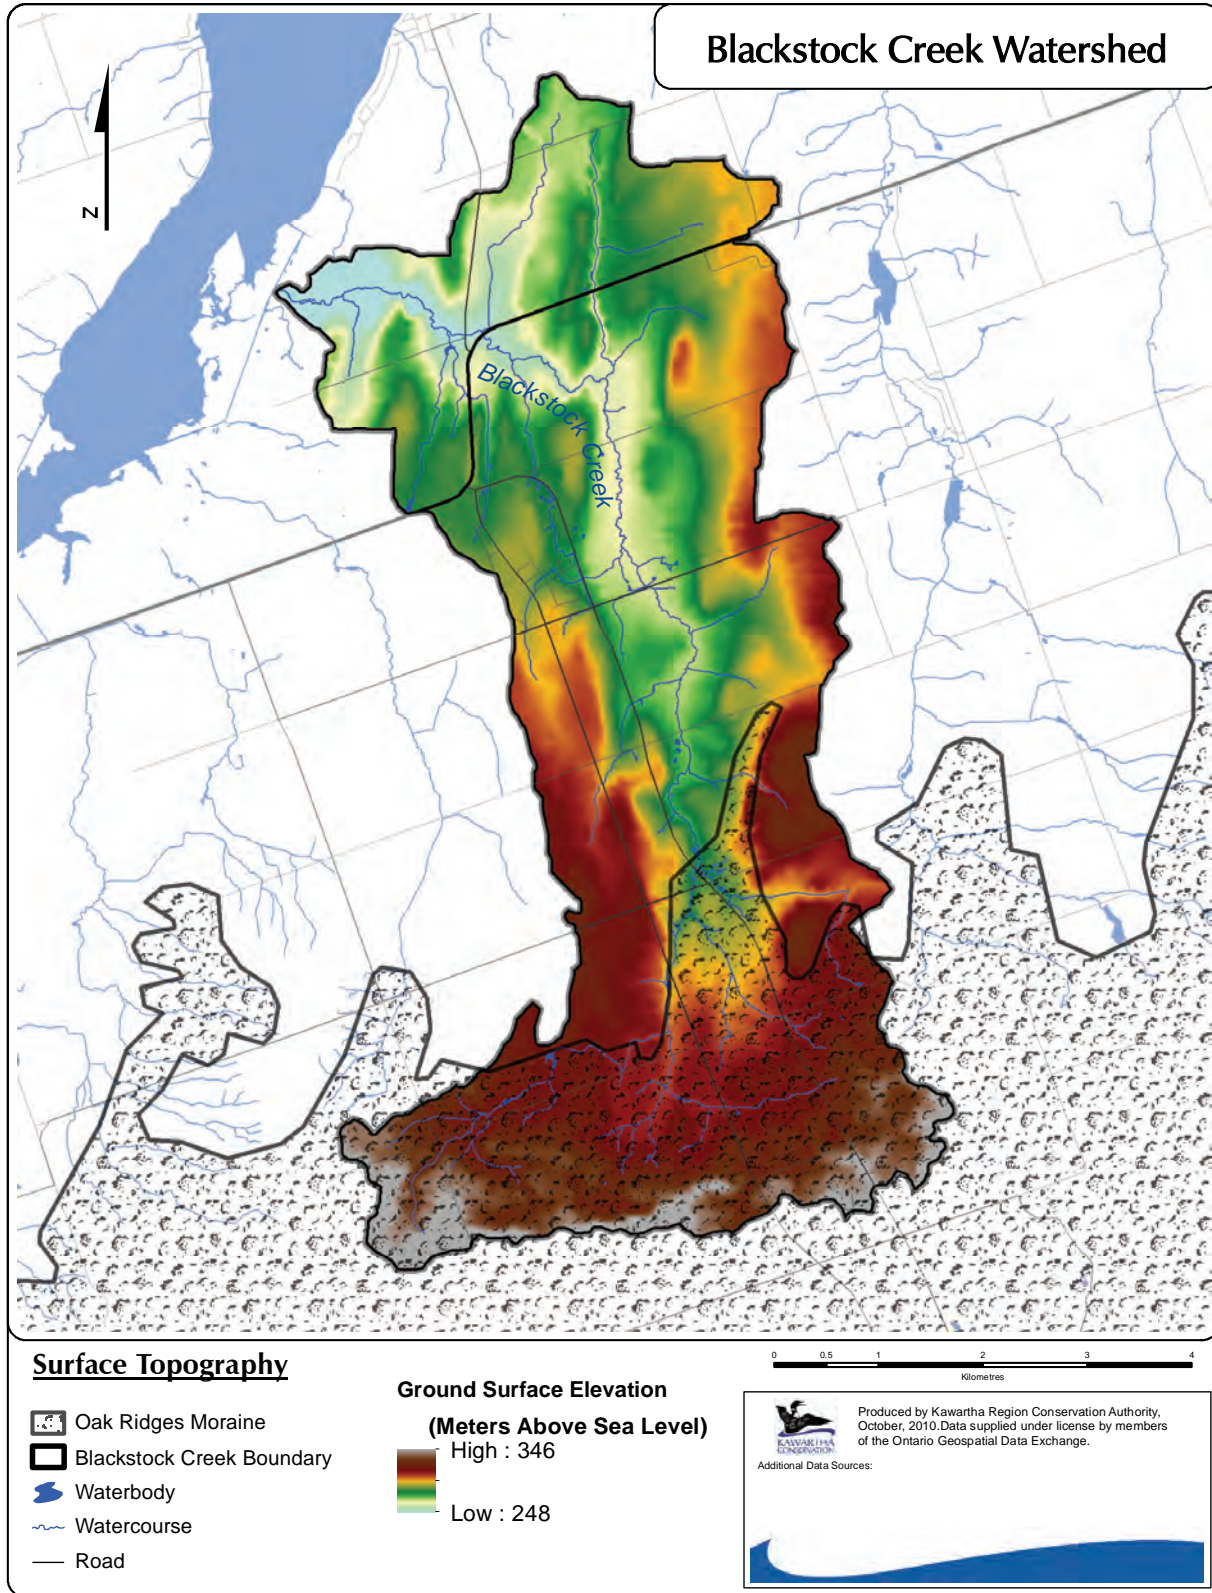 Blackstock Creek Watershed
N
Blackstock Creek
Surface Topography
Oak Ridges Moraine
Blackstock Creek Boundary
Waterbody
Watercourse
Road
Ground Surface Elevation
(Meters Above Sea Level)
High : 346
Low : 248
0 0.5 1 2 3 4
Kilometres
KAWARTHA
CONSERVATION
Produced by Kawartha Region Conservation Authority,
October, 2010.Data supplied under license by members
of the Ontario Geospatial Data Exchange.
Additional Data Sources: